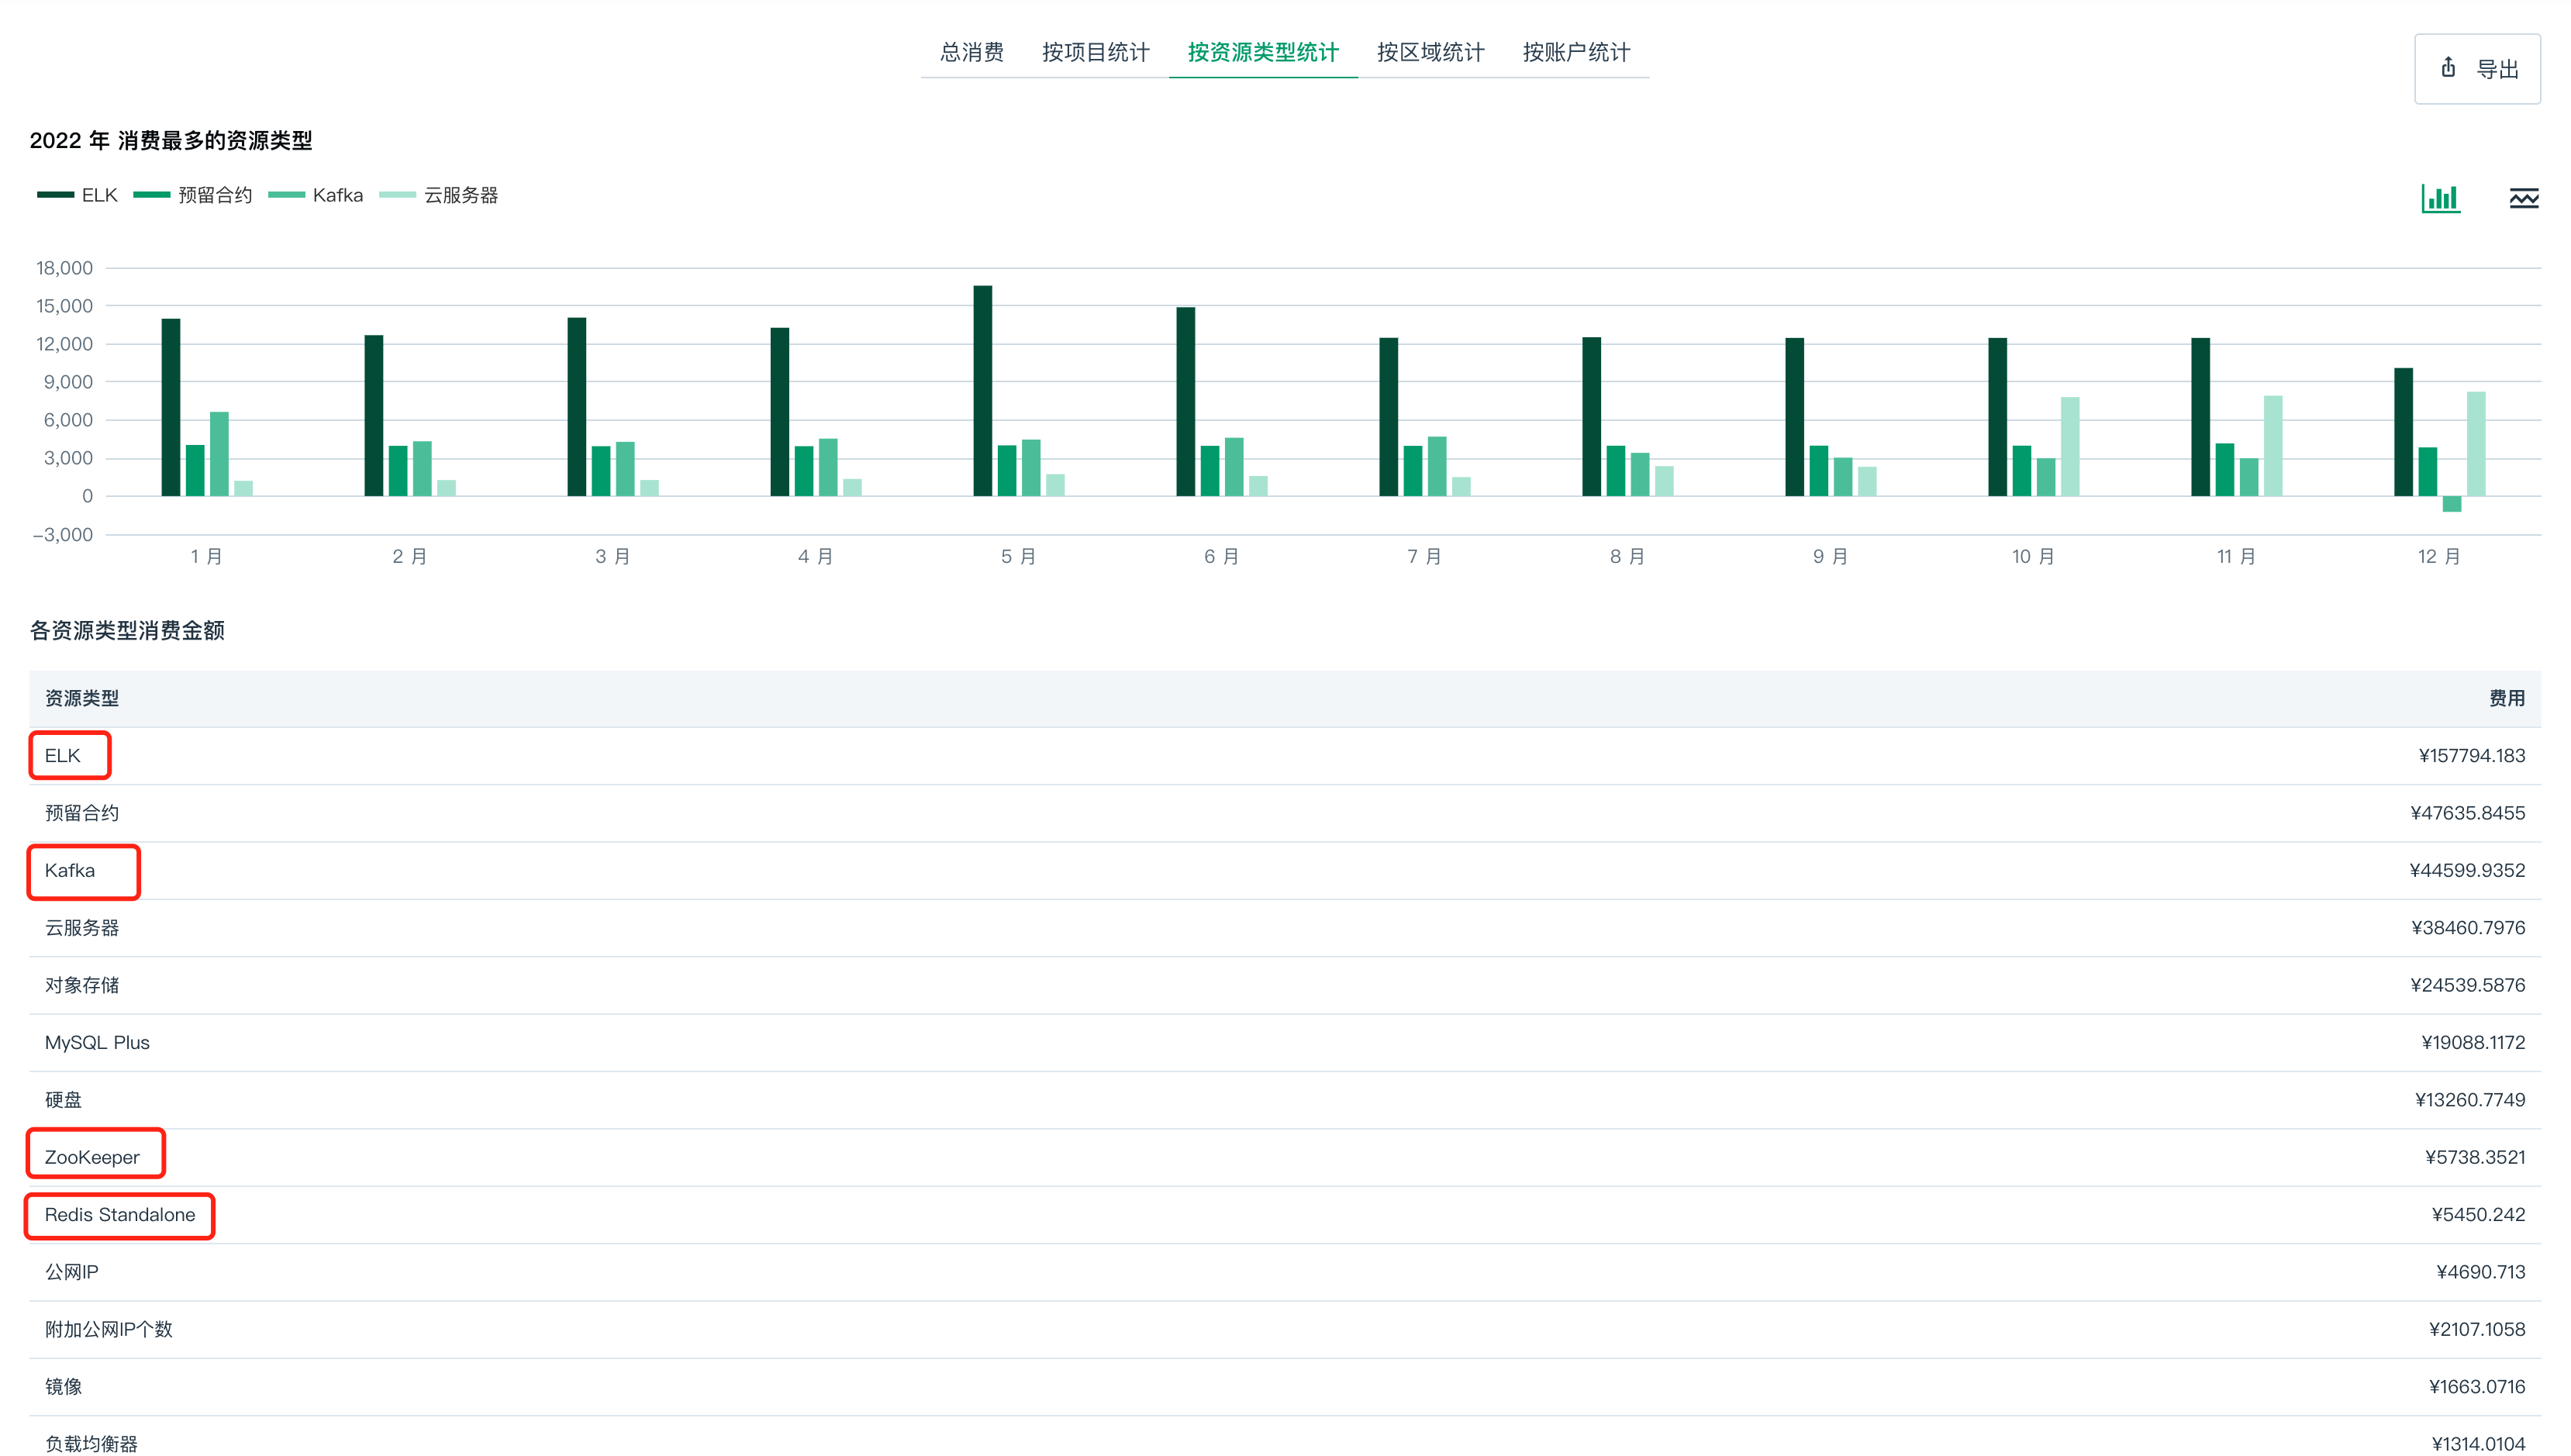 总消费 按项目统计 按资源类型统计 按区域统计 按账户统计
导出
2022 年 消费最多的资源类型
ELK 预留合约 Kafka 云服务器
18,000
15,000
12,000
9,000
6,000
3,000
0
-3,000
1 月 2 月 3 月 4 月 5 月 6 月 7 月 8 月 9 月 10 月 11 月 12 月
各资源类型消费金额
资源类型 费用
ELK ¥157794.183
预留合约 ¥47635.8455
Kafka ¥44599.9352
云服务器 ¥38460.7976
对象存储 ¥24539.5876
MySQL Plus ¥19088.1172
硬盘 ¥13260.7749
ZooKeeper ¥5738.3521
Redis Standalone ¥5450.242
公网IP ¥4690.713
附加公网IP个数 ¥2107.1058
镜像 ¥1663.0716
负载均衡器 ¥1314.0104